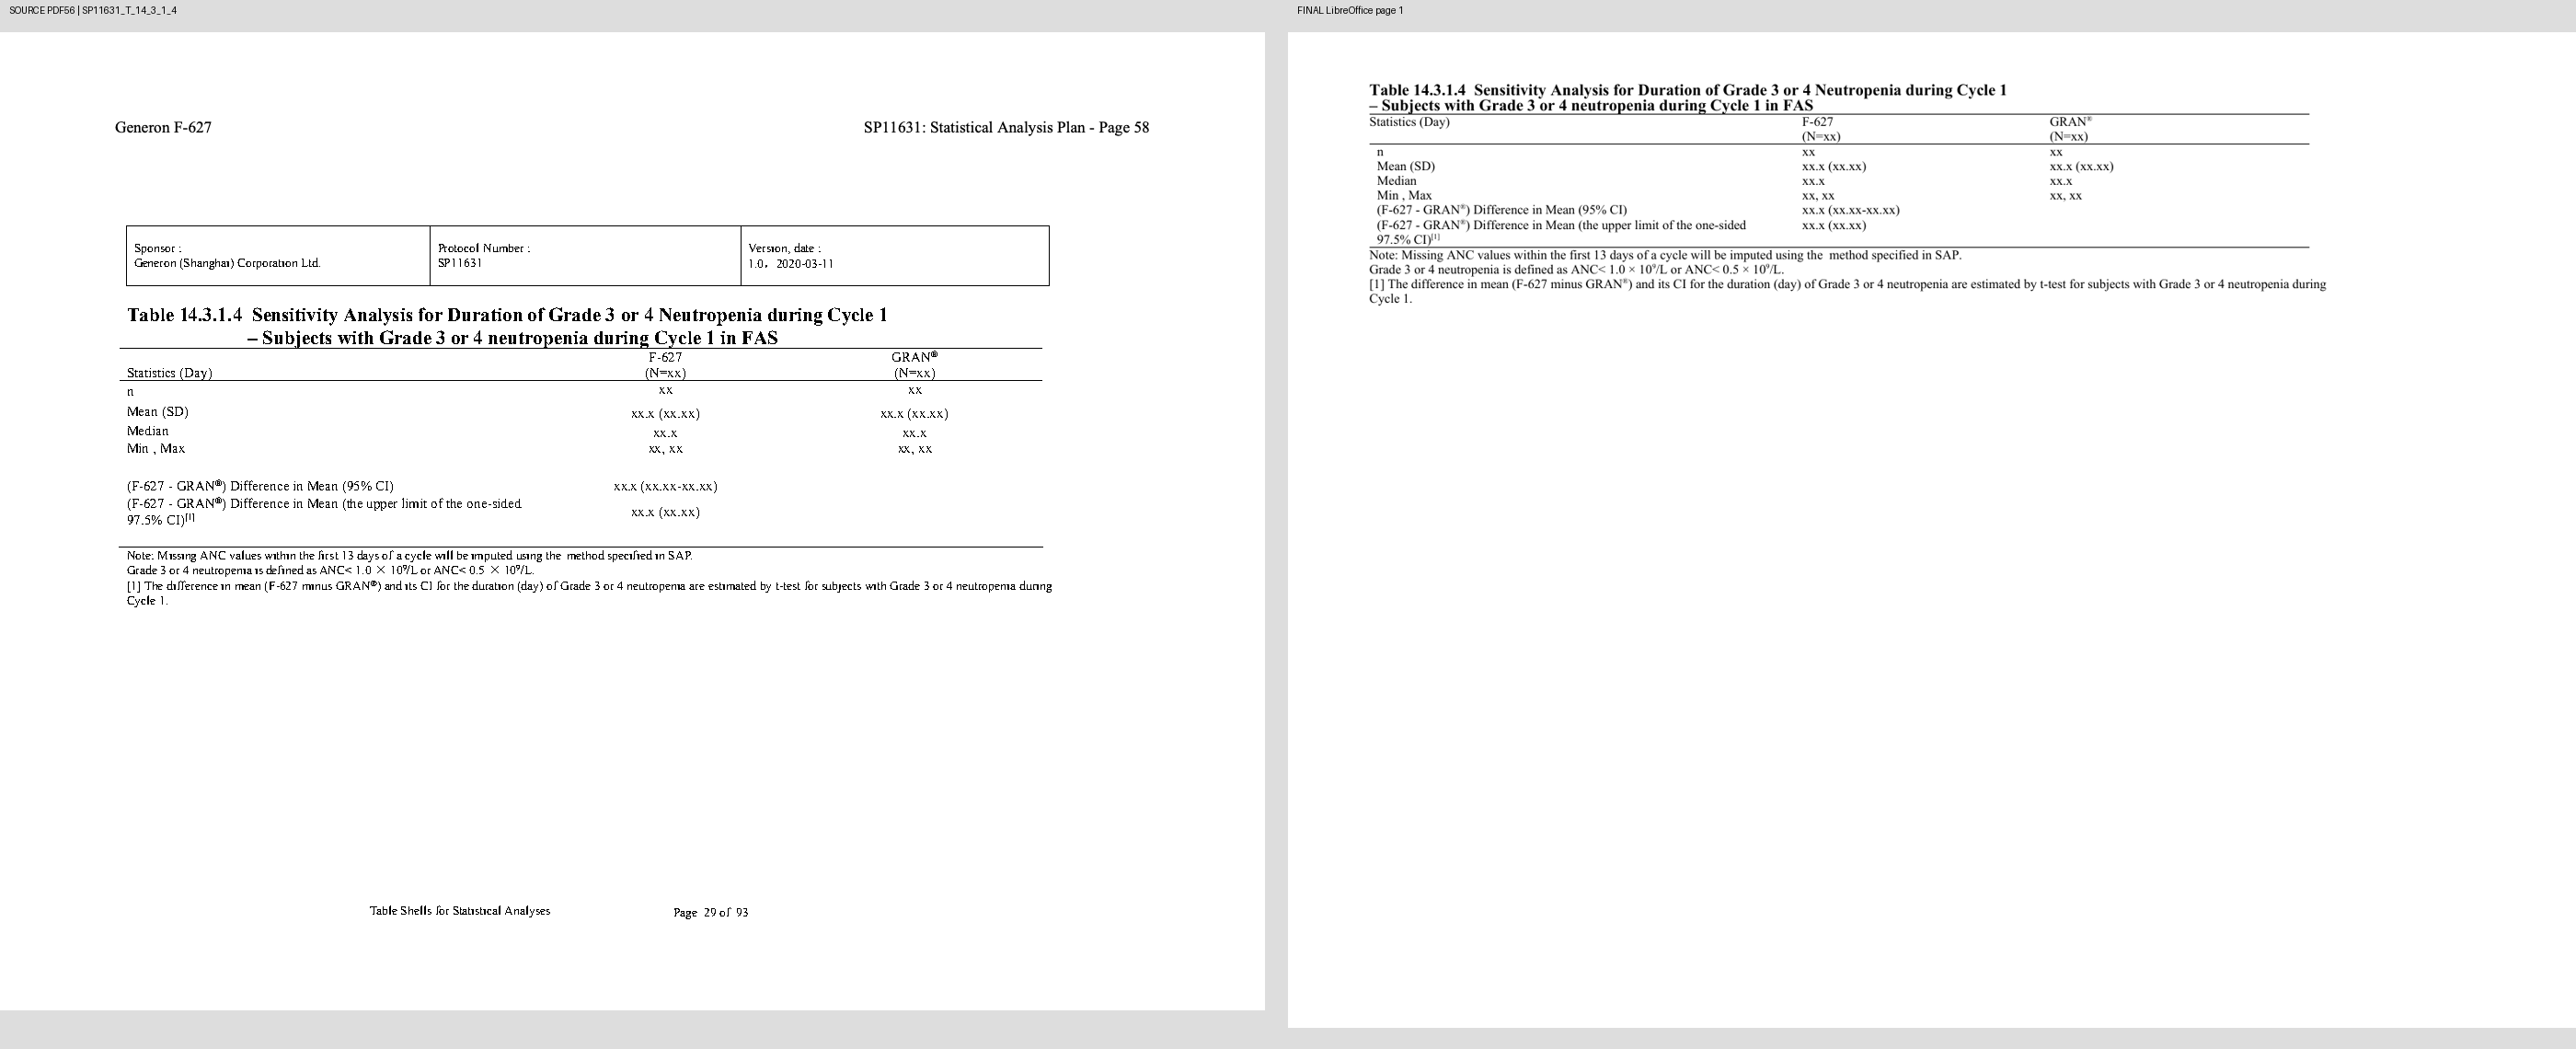 SOURCE PDF56 | SP11631_T_14_3_1_4
Generon F-627 SP11631: Statistical Analysis Plan - Page 58
Sponsor : Protocol Number : Version, date :
Generon (Shanghai) Corporation Ltd. SP11631 1.0，2020-03-11
Table 14.3.1.4  Sensitivity Analysis for Duration of Grade 3 or 4 Neutropenia during Cycle 1
– Subjects with Grade 3 or 4 neutropenia during Cycle 1 in FAS
F-627 GRAN®
Statistics (Day) (N=xx) (N=xx)
n xx xx
Mean (SD) xx.x (xx.xx) xx.x (xx.xx)
Median xx.x xx.x
Min , Max xx, xx xx, xx
(F-627 - GRAN®) Difference in Mean (95% CI) xx.x (xx.xx-xx.xx)
(F-627 - GRAN®) Difference in Mean (the upper limit of the one-sided
97.5% CI)[1] xx.x (xx.xx)
Note: Missing ANC values within the first 13 days of a cycle will be imputed using the  method specified in SAP.
Grade 3 or 4 neutropenia is defined as ANC< 1.0 × 10⁹/L or ANC< 0.5 × 10⁹/L.
[1] The difference in mean (F-627 minus GRAN®) and its CI for the duration (day) of Grade 3 or 4 neutropenia are estimated by t-test for subjects with Grade 3 or 4 neutropenia during
Cycle 1.
Table Shells for Statistical Analyses Page  29 of  93
FINAL LibreOffice page 1
Table 14.3.1.4  Sensitivity Analysis for Duration of Grade 3 or 4 Neutropenia during Cycle 1
– Subjects with Grade 3 or 4 neutropenia during Cycle 1 in FAS
Statistics (Day) F-627 GRAN®
(N=xx) (N=xx)
n xx xx
Mean (SD) xx.x (xx.xx) xx.x (xx.xx)
Median xx.x xx.x
Min , Max xx, xx xx, xx
(F-627 - GRAN®) Difference in Mean (95% CI) xx.x (xx.xx-xx.xx)
(F-627 - GRAN®) Difference in Mean (the upper limit of the one-sided xx.x (xx.xx)
97.5% CI)[1]
Note: Missing ANC values within the first 13 days of a cycle will be imputed using the  method specified in SAP.
Grade 3 or 4 neutropenia is defined as ANC< 1.0 × 10⁹/L or ANC< 0.5 × 10⁹/L.
[1] The difference in mean (F-627 minus GRAN®) and its CI for the duration (day) of Grade 3 or 4 neutropenia are estimated by t-test for subjects with Grade 3 or 4 neutropenia during
Cycle 1.